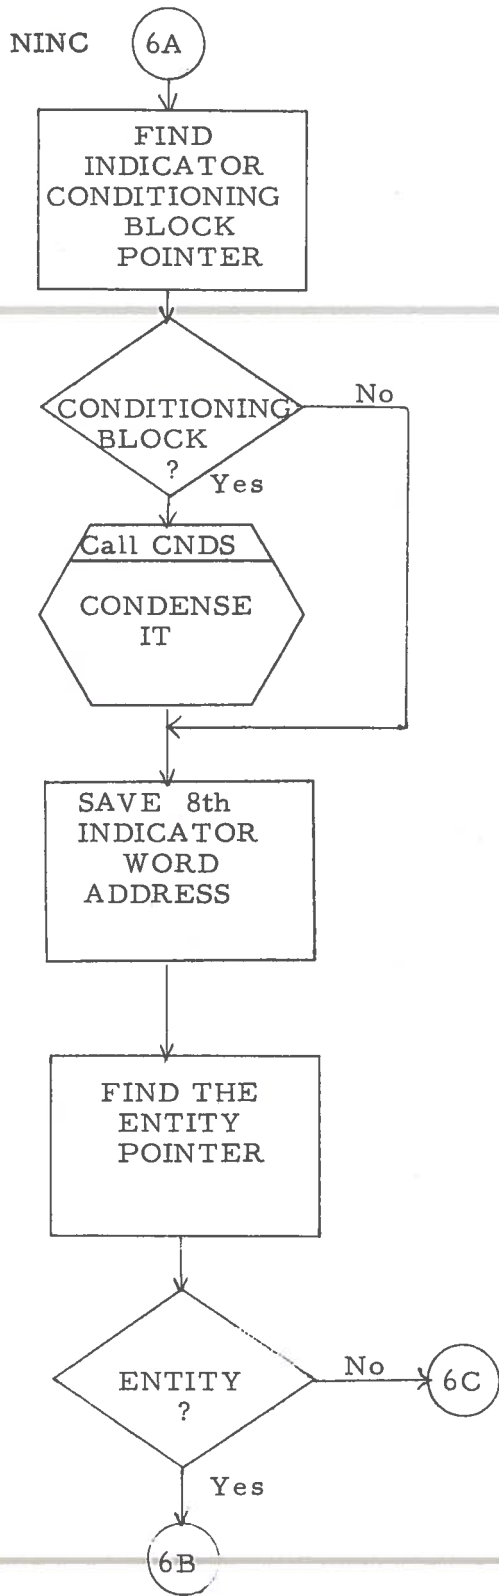 NINC 6A
FIND
INDICATOR
CONDITIONING
BLOCK
POINTER
CONDITIONING
BLOCK
?
No
Yes
Call CNDS
CONDENSE
IT
SAVE 8th
INDICATOR
WORD
ADDRESS
FIND THE
ENTITY
POINTER
ENTITY
?
No
6C
Yes
6B